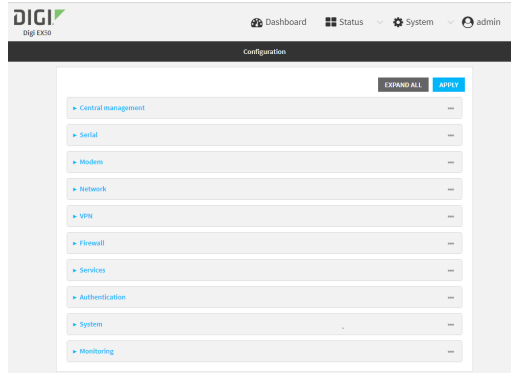 DIGI
Digi EX50
Dashboard Status System admin
Configuration
EXPAND ALL APPLY
Central management
Serial
Modem
Network
VPN
Firewall
Services
Authentication
System
Monitoring